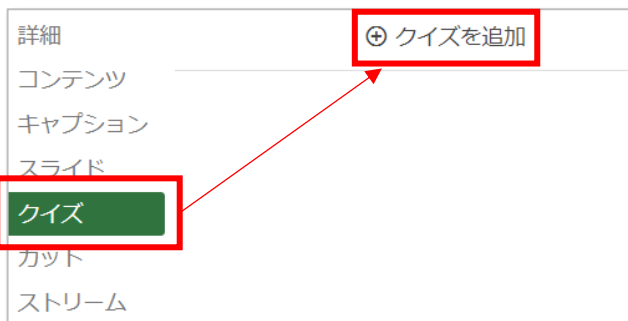 詳細
⊕ クイズを追加
コンテンツ
キャプション
スライド
クイズ
カット
ストリーム